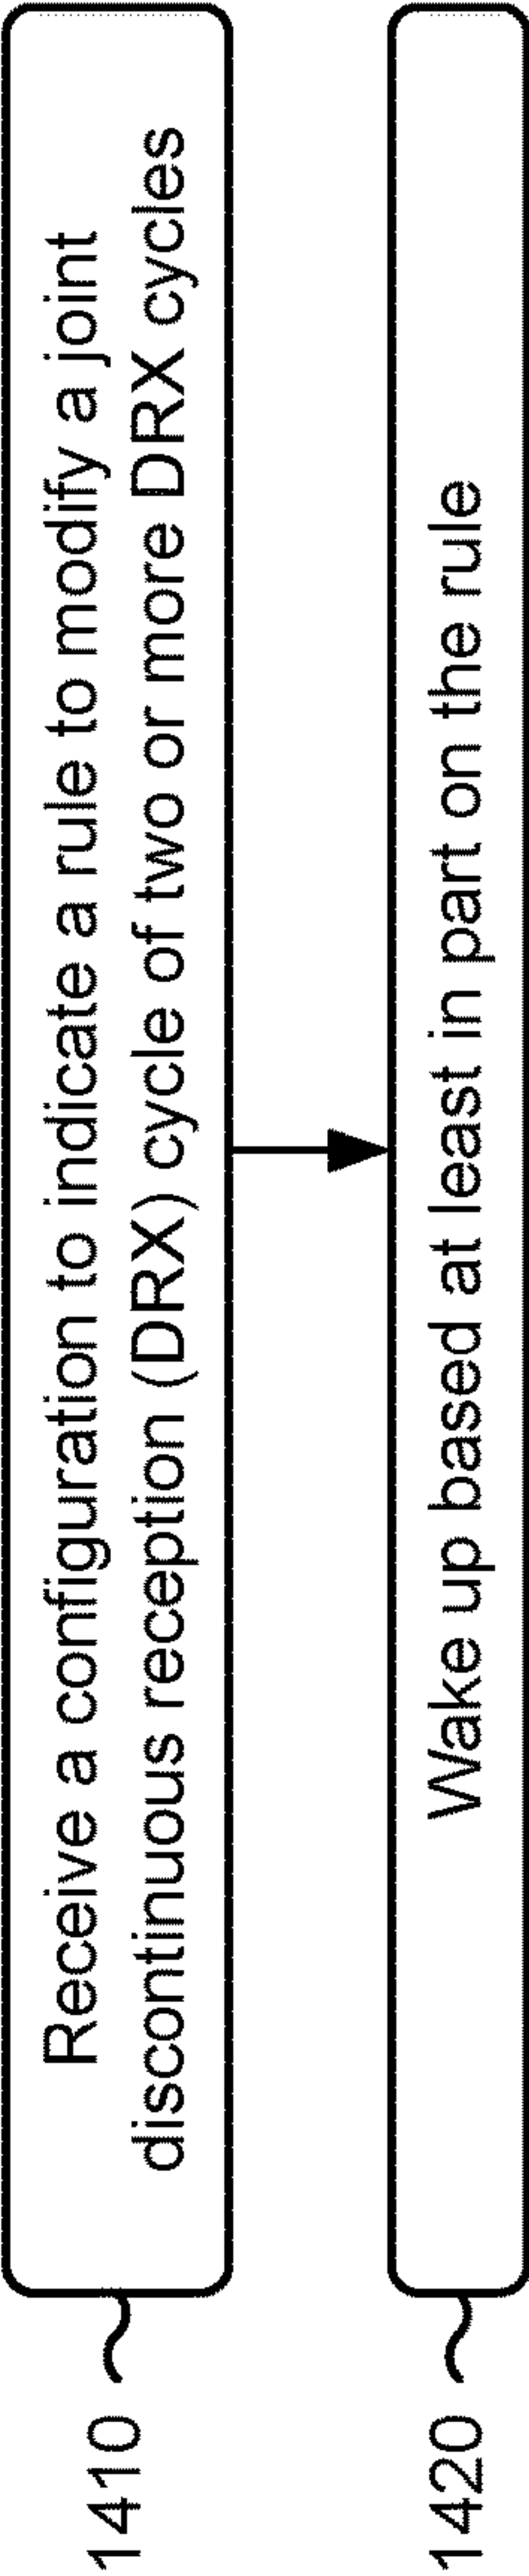 1410
Receive a configuration to indicate a rule to modify a joint
discontinuous reception (DRX) cycle of two or more DRX cycles
1420
Wake up based at least in part on the rule